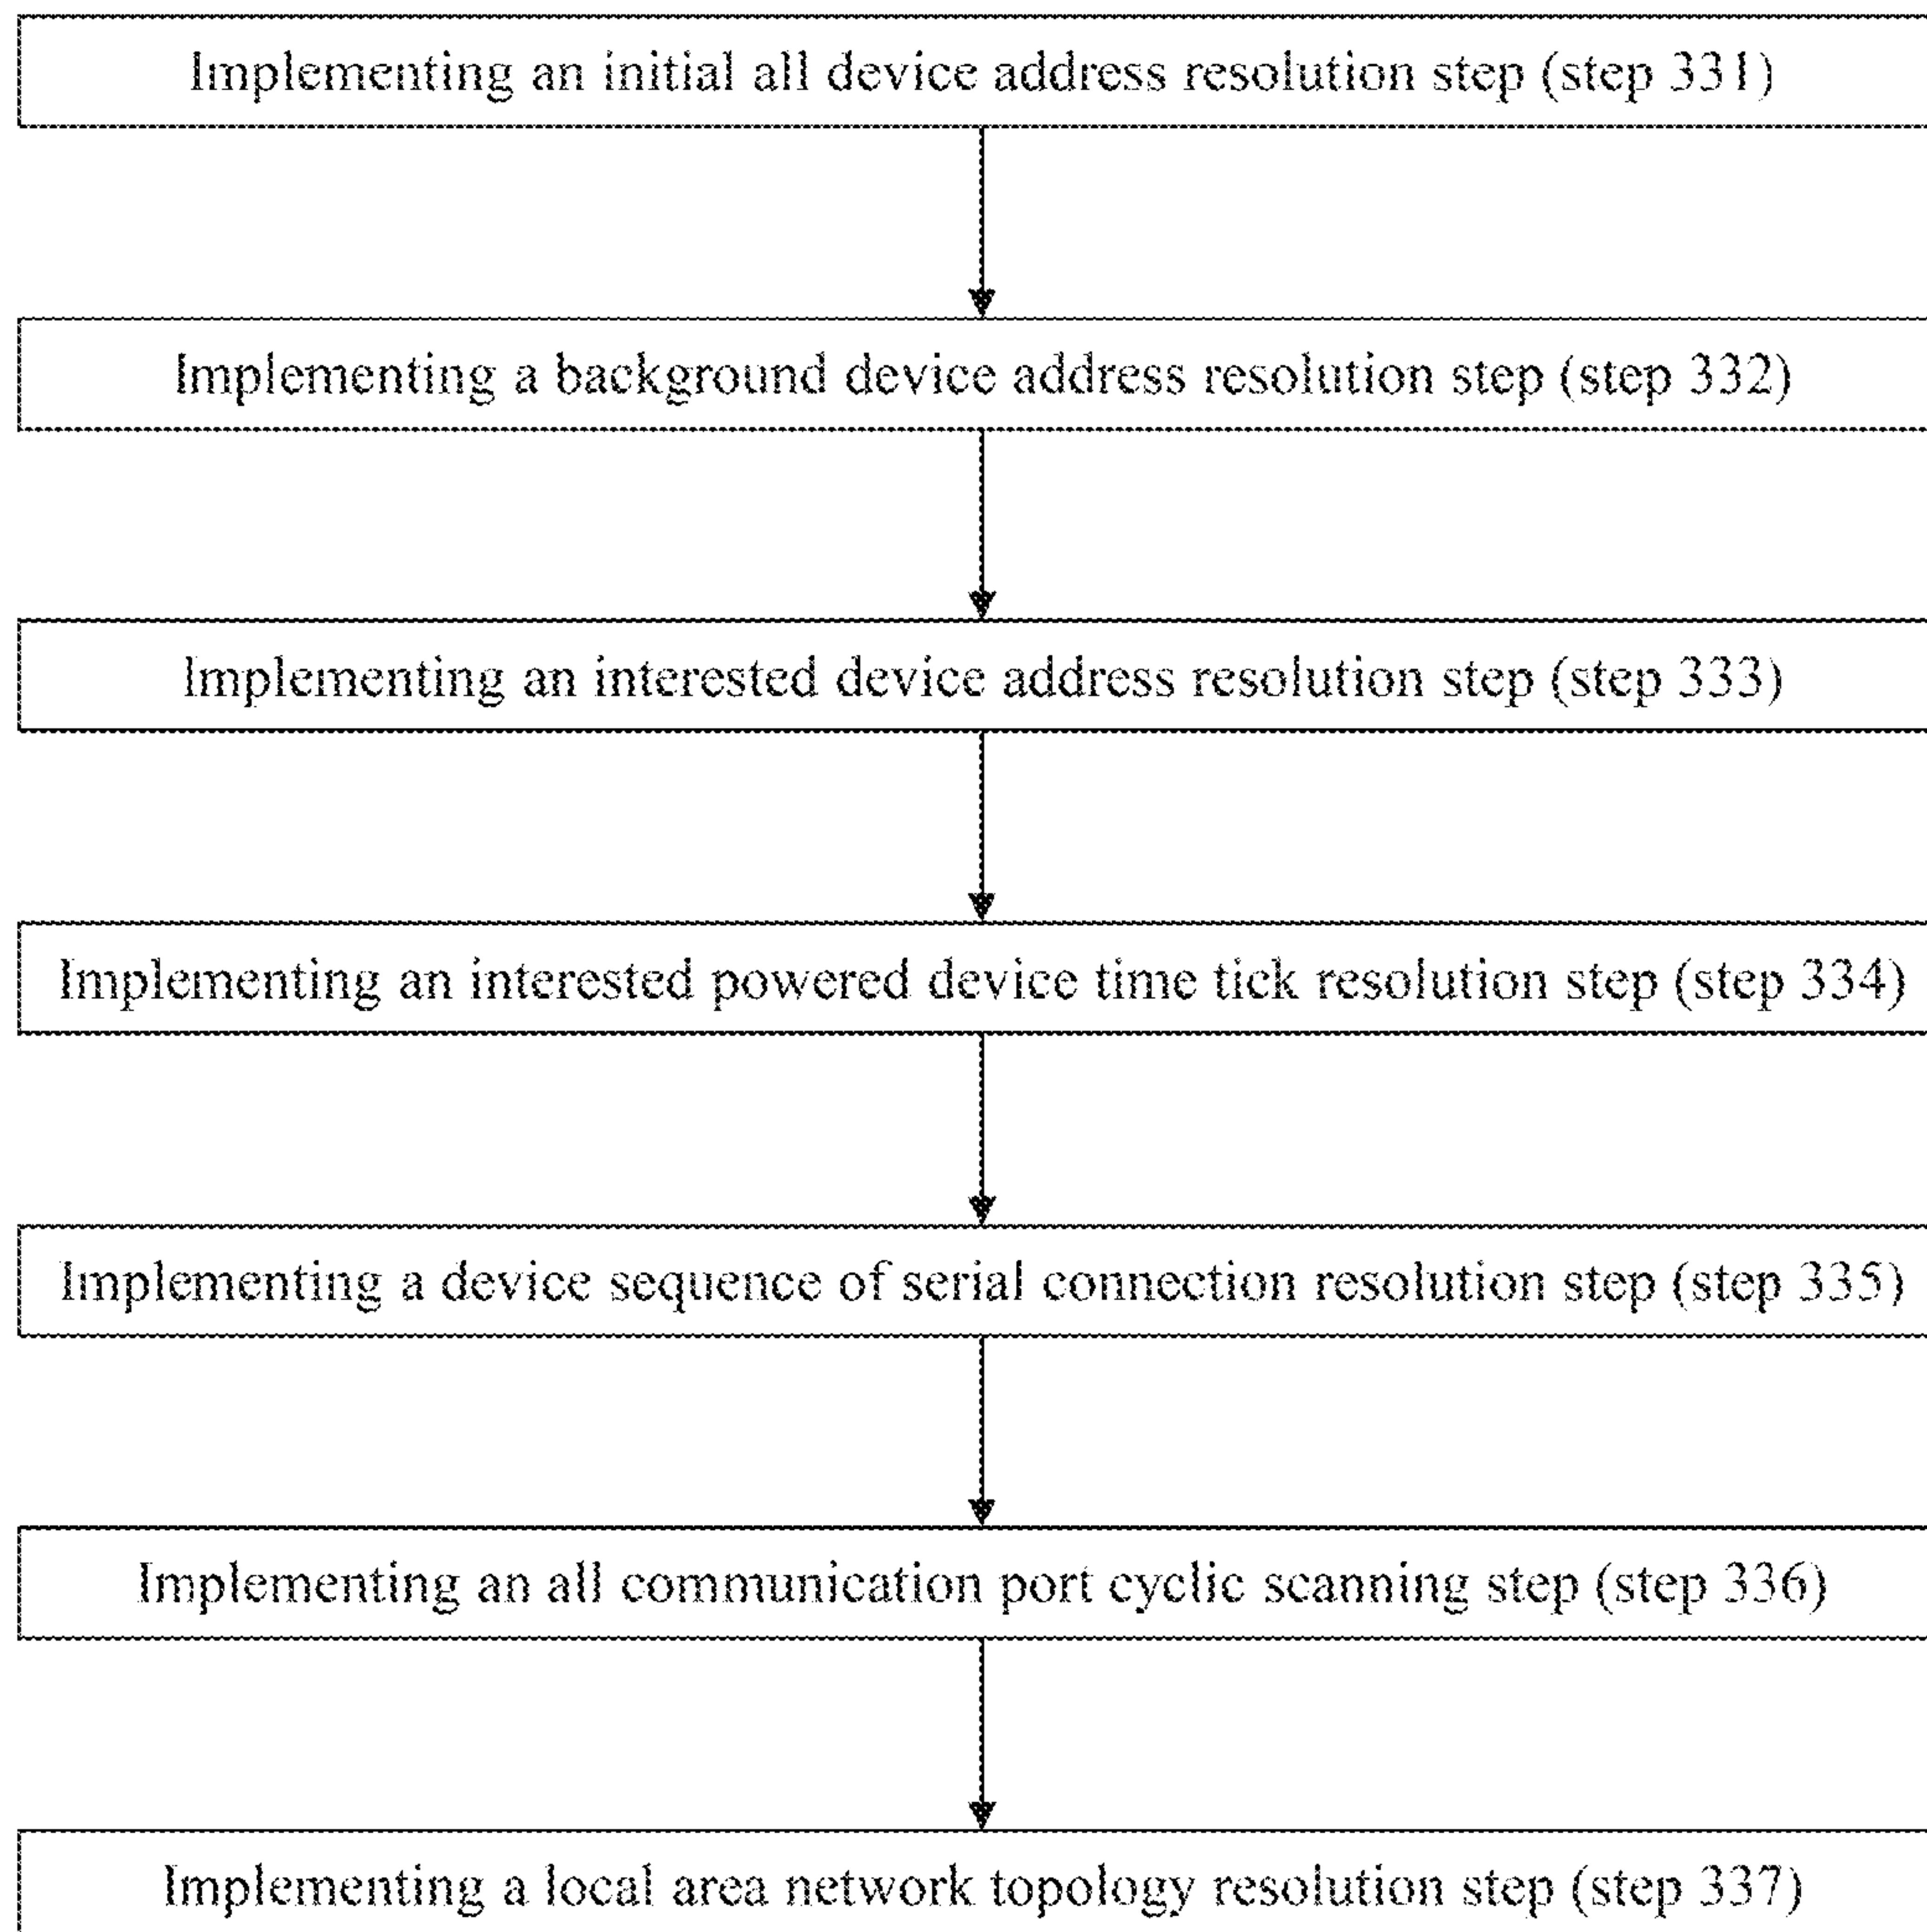 Implementing an initial all device address resolution step (step 331)
Implementing a background device address resolution step (step 332)
Implementing an interested device address resolution step (step 333)
Implementing an interested powered device time tick resolution step (step 334)
Implementing a device sequence of serial connection resolution step (step 335)
Implementing an all communication port cyclic scanning step (step 336)
Implementing a local area network topology resolution step (step 337)